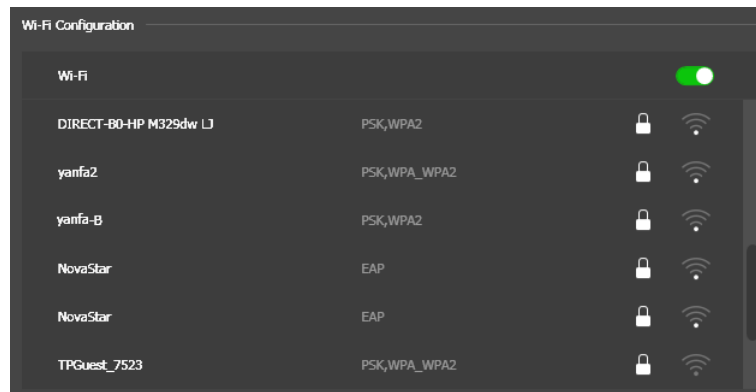 Wi-Fi Configuration
Wi-Fi
DIRECT-B0-HP M329dw LJ PSK,WPA2
yanfa2 PSK,WPA_WPA2
yanfa-B PSK,WPA2
NovaStar EAP
NovaStar EAP
TPGuest_7523 PSK,WPA_WPA2